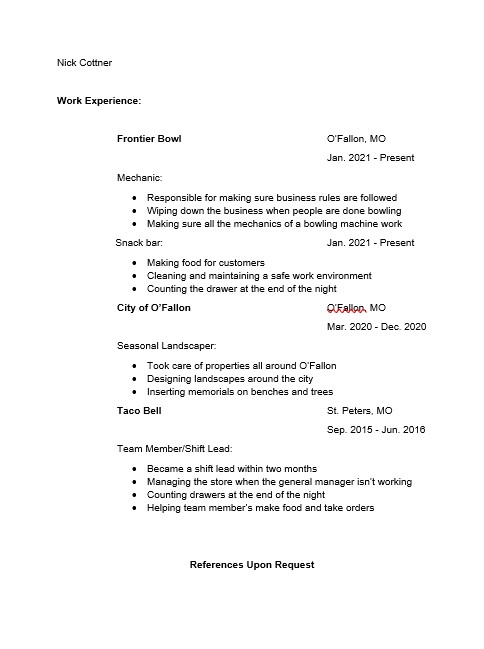 Nick Cottner
Work Experience:
Frontier Bowl O'Fallon, MO
Jan. 2021 - Present
Mechanic:
• Responsible for making sure business rules are followed
• Wiping down the business when people are done bowling
• Making sure all the mechanics of a bowling machine work
Snack bar: Jan. 2021 - Present
• Making food for customers
• Cleaning and maintaining a safe work environment
• Counting the drawer at the end of the night
City of O'Fallon O'Fallon, MO
Mar. 2020 - Dec. 2020
Seasonal Landscaper:
• Took care of properties all around O'Fallon
• Designing landscapes around the city
• Inserting memorials on benches and trees
Taco Bell St. Peters, MO
Sep. 2015 - Jun. 2016
Team Member/Shift Lead:
• Became a shift lead within two months
• Managing the store when the general manager isn't working
• Counting drawers at the end of the night
• Helping team member's make food and take orders
References Upon Request